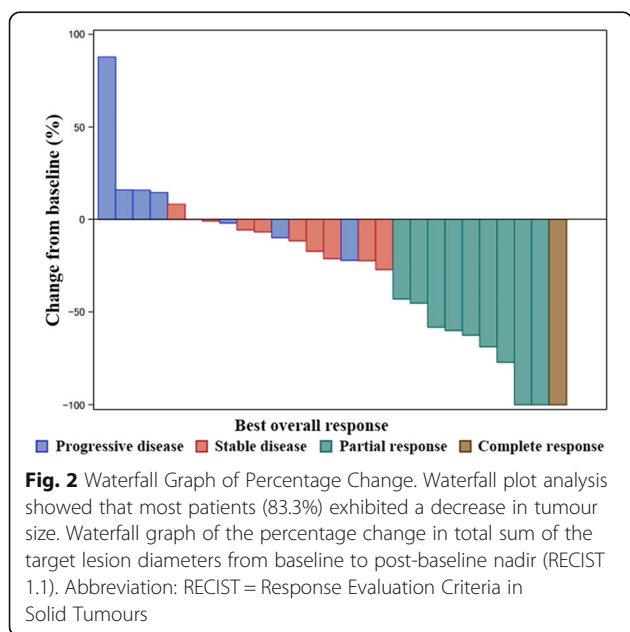 100
50
0
−50
−100
Change from baseline (%)
Best overall response
Progressive disease Stable disease Partial response Complete response
Fig. 2 Waterfall Graph of Percentage Change. Waterfall plot analysis
showed that most patients (83.3%) exhibited a decrease in tumour
size. Waterfall graph of the percentage change in total sum of the
target lesion diameters from baseline to post-baseline nadir (RECIST
1.1). Abbreviation: RECIST = Response Evaluation Criteria in
Solid Tumours